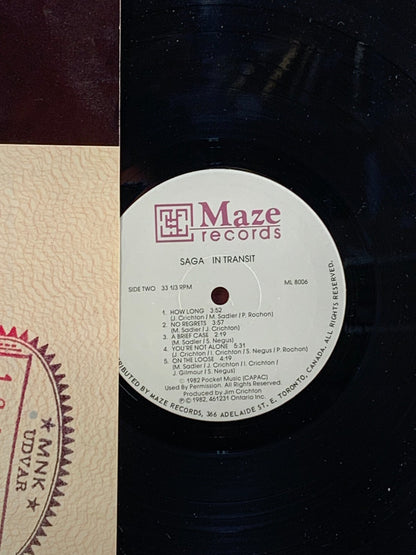 Maze
records
SAGA IN TRANSIT
SIDE TWO 33 1/3 RPM
ML 8006
1. HOW LONG 3:52
(J. Crichton / M. Sadler / P. Rochon)
2. NO REGRETS 3:57
(M. Sadler / J. Crichton)
3. A BRIEF CASE 2:19
(M. Sadler / S. Negus)
4. YOU'RE NOT ALONE 5:31
(J. Crichton / I. Crichton / S. Negus / P. Rochon)
5. ON THE LOOSE 4:19
(M. Sadler / J. Crichton / I. Crichton /
J. Gilmour / S. Negus)
© 1982 Pocket Music (CAPAC)
Used By Permission. All Rights Reserved
Produced by Jim Crichton
℗ © 1982, 461231 Ontario Inc.
TRIBUTED BY MAZE RECORDS, 366 ADELAIDE ST. E. TORONTO, CANADA. ALL RIGHTS RESERVED.
★ MNK ★
UDVAR